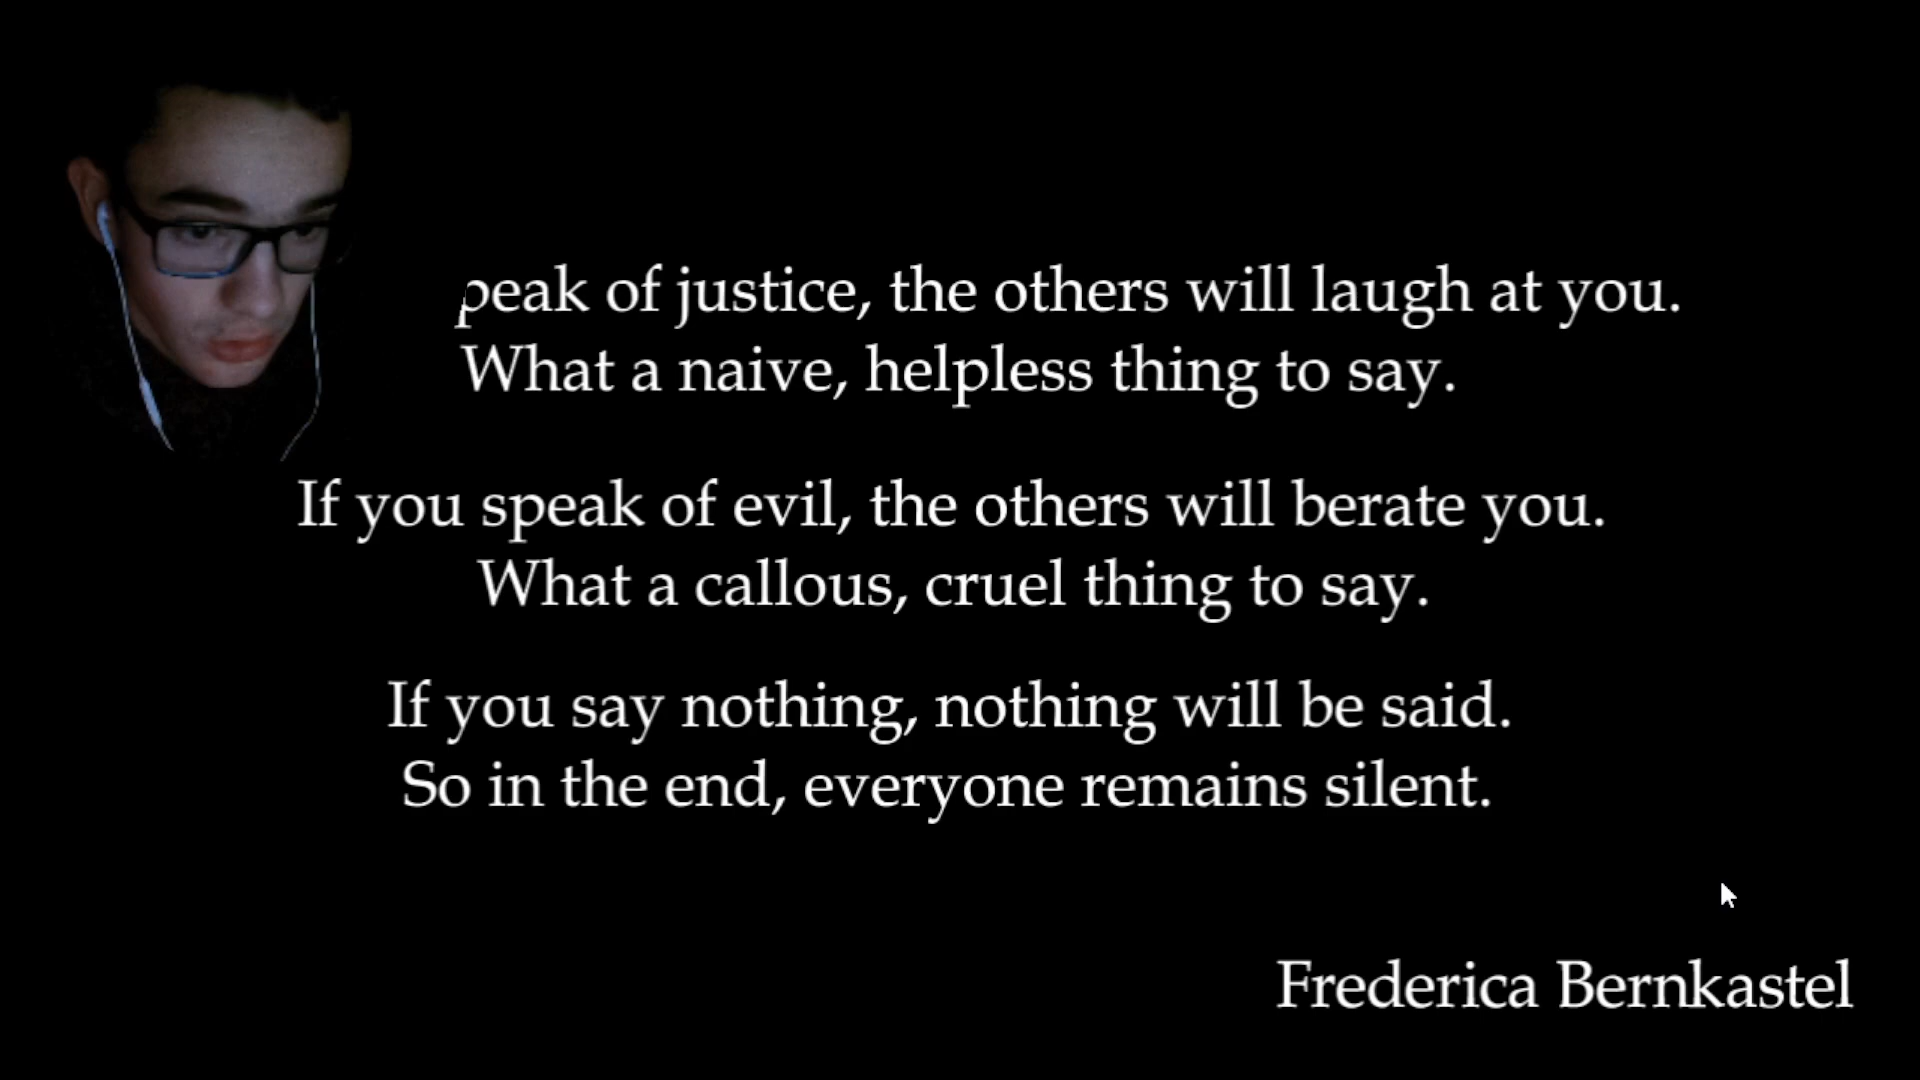 peak of justice, the others will laugh at you.
What a naive, helpless thing to say.
If you speak of evil, the others will berate you.
What a callous, cruel thing to say.
If you say nothing, nothing will be said.
So in the end, everyone remains silent.
Frederica Bernkastel